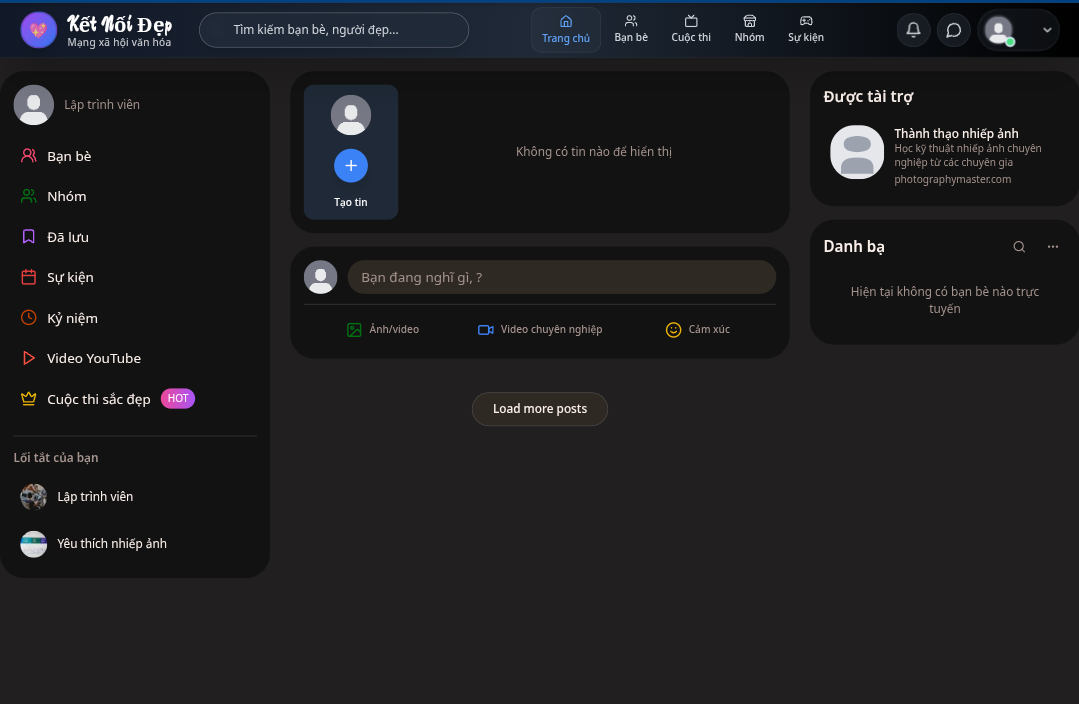 Kết Nối Đẹp
Mạng xã hội văn hóa
Tìm kiếm bạn bè, người đẹp...
Trang chủ
Bạn bè
Cuộc thi
Nhóm
Sự kiện
Lập trình viên
Bạn bè
Nhóm
Đã lưu
Sự kiện
Kỷ niệm
Video YouTube
Cuộc thi sắc đẹp HOT
Lối tắt của bạn
Lập trình viên
Yêu thích nhiếp ảnh
Tạo tin
Không có tin nào để hiển thị
Bạn đang nghĩ gì, ?
Ảnh/video
Video chuyên nghiệp
Cảm xúc
Load more posts
Được tài trợ
Thành thạo nhiếp ảnh
Học kỹ thuật nhiếp ảnh chuyên
nghiệp từ các chuyên gia
photographymaster.com
Danh bạ
Hiện tại không có bạn bè nào trực
tuyến